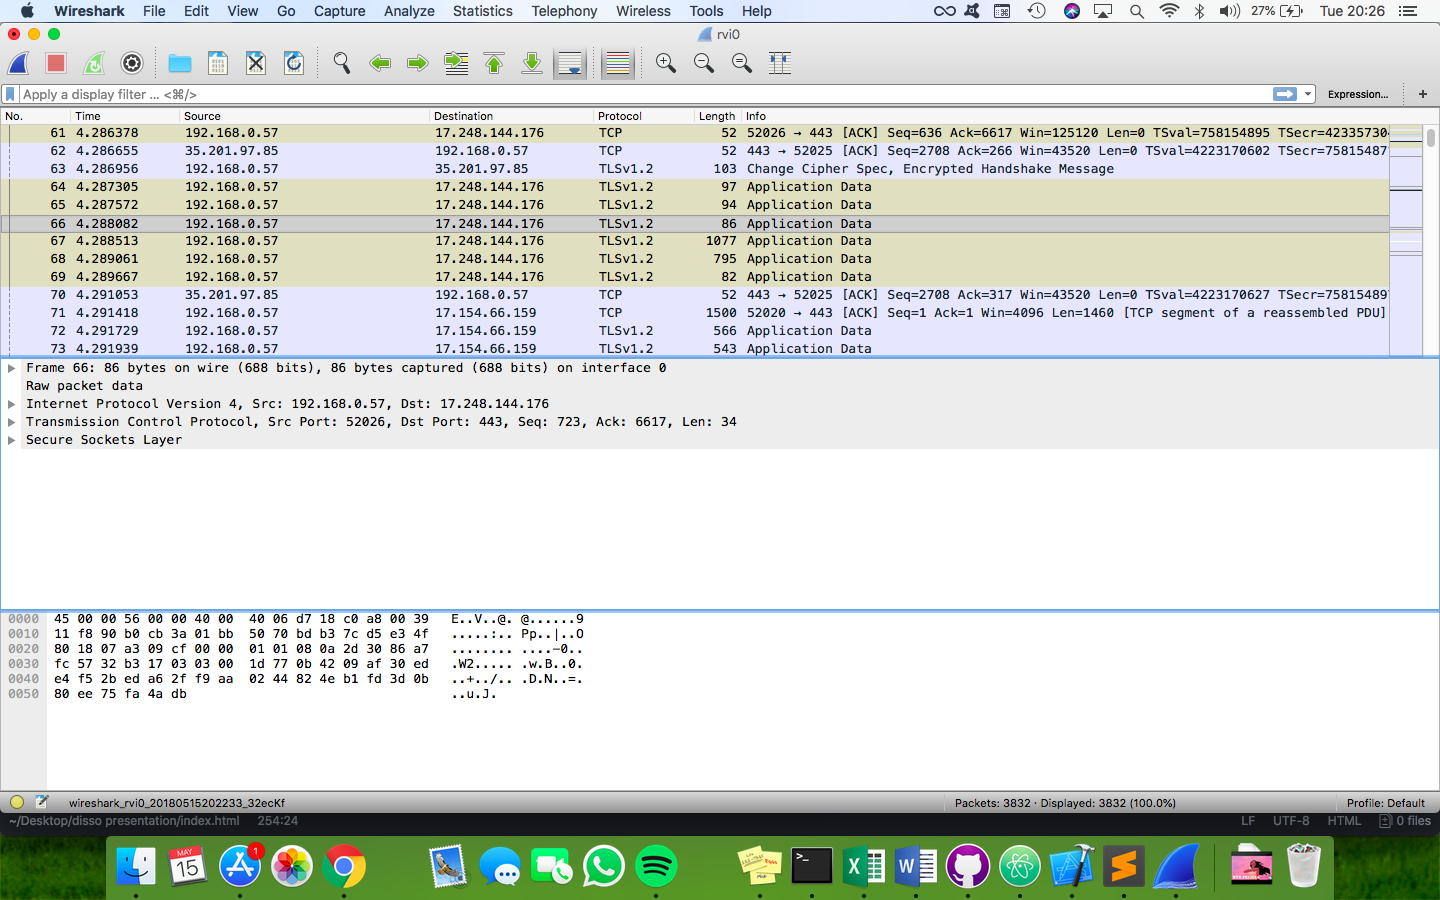 Wireshark File Edit View Go Capture Analyze Statistics Telephony Wireless Tools Help 27% Tue 20:26
rvi0
Apply a display filter ... <⌘/> Expression... +
No. Time Source Destination Protocol Length Info
61 4.286378 192.168.0.57 17.248.144.176 TCP 52 52026 → 443 [ACK] Seq=636 Ack=6617 Win=125120 Len=0 TSval=758154895 TSecr=423357304
62 4.286655 35.201.97.85 192.168.0.57 TCP 52 443 → 52025 [ACK] Seq=2708 Ack=266 Win=43520 Len=0 TSval=4223170602 TSecr=75815487
63 4.286956 192.168.0.57 35.201.97.85 TLSv1.2 103 Change Cipher Spec, Encrypted Handshake Message
64 4.287305 192.168.0.57 17.248.144.176 TLSv1.2 97 Application Data
65 4.287572 192.168.0.57 17.248.144.176 TLSv1.2 94 Application Data
66 4.288082 192.168.0.57 17.248.144.176 TLSv1.2 86 Application Data
67 4.288513 192.168.0.57 17.248.144.176 TLSv1.2 1077 Application Data
68 4.289061 192.168.0.57 17.248.144.176 TLSv1.2 795 Application Data
69 4.289667 192.168.0.57 17.248.144.176 TLSv1.2 82 Application Data
70 4.291053 35.201.97.85 192.168.0.57 TCP 52 443 → 52025 [ACK] Seq=2708 Ack=317 Win=43520 Len=0 TSval=4223170627 TSecr=75815489
71 4.291418 192.168.0.57 17.154.66.159 TCP 1500 52020 → 443 [ACK] Seq=1 Ack=1 Win=4096 Len=1460 [TCP segment of a reassembled PDU]
72 4.291729 192.168.0.57 17.154.66.159 TLSv1.2 566 Application Data
73 4.291939 192.168.0.57 17.154.66.159 TLSv1.2 543 Application Data
Frame 66: 86 bytes on wire (688 bits), 86 bytes captured (688 bits) on interface 0
Raw packet data
Internet Protocol Version 4, Src: 192.168.0.57, Dst: 17.248.144.176
Transmission Control Protocol, Src Port: 52026, Dst Port: 443, Seq: 723, Ack: 6617, Len: 34
Secure Sockets Layer
0000 45 00 00 56 00 00 40 00 40 06 d7 18 c0 a8 00 39 E..V..@. @......9
0010 11 f8 90 b0 cb 3a 01 bb 50 70 bd b3 7c d5 e3 4f .....:.. Pp..|..O
0020 80 18 07 a3 09 cf 00 00 01 01 08 0a 2d 30 86 a7 ........ ....-0..
0030 fc 57 32 b3 17 03 03 00 1d 77 0b 42 09 af 30 ed .W2..... .w.B..0.
0040 e4 f5 2b ed a6 2f f9 aa 02 44 82 4e b1 fd 3d 0b ..+../.. .D.N..=.
0050 80 ee 75 fa 4a db ..u.J.
wireshark_rvi0_20180515202233_32ecKf Packets: 3832 · Displayed: 3832 (100.0%) Profile: Default
~/Desktop/disso presentation/index.html 254:24 LF UTF-8 HTML 0 files
MAY
15
1